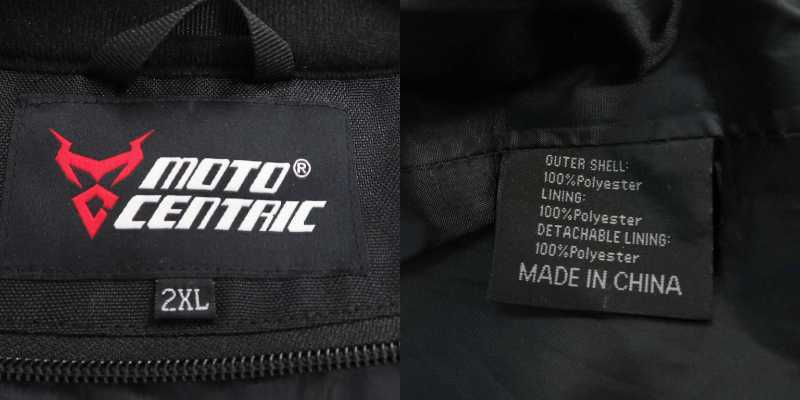 MOTO®
CENTRIC
2XL
OUTER SHELL:
100%Polyester
LINING:
100%Polyester
DETACHABLE LINING:
100%Polyester
MADE IN CHINA